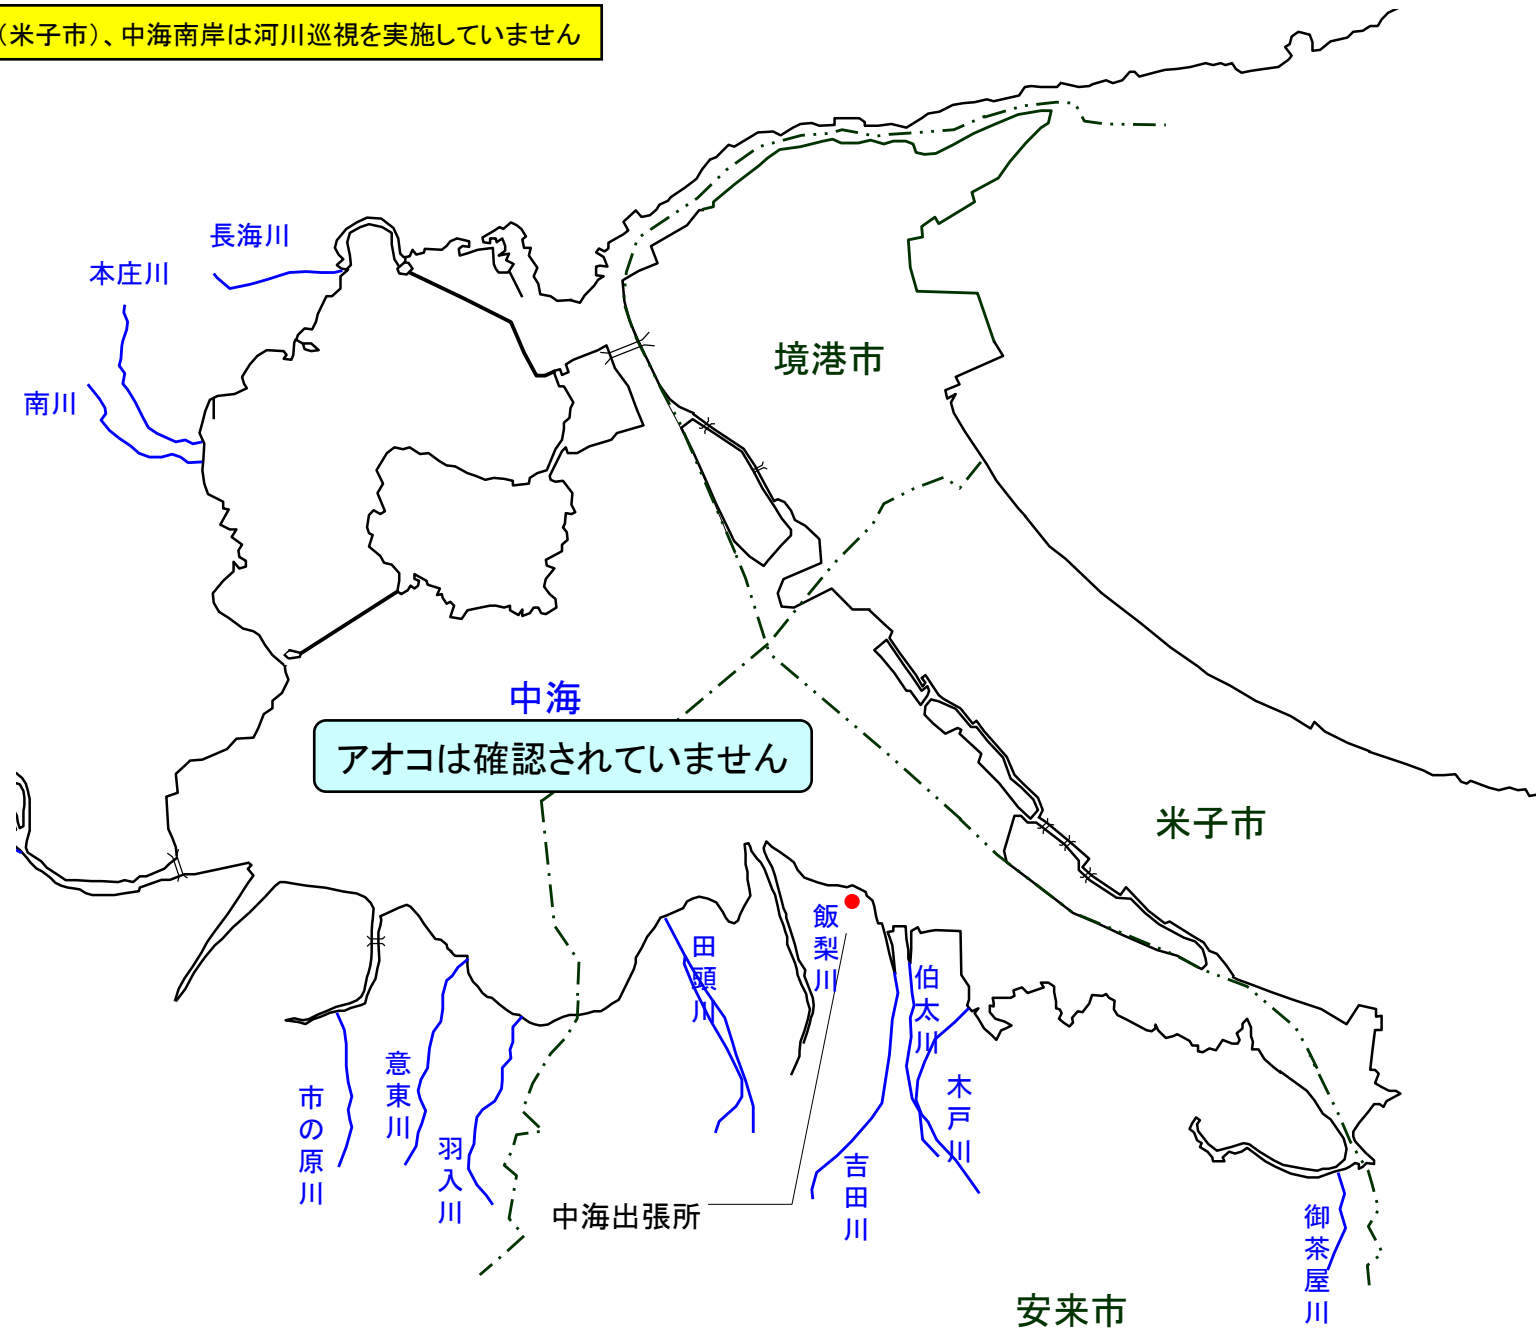 （米子市）、中海南岸は河川巡視を実施していません
長海川
本庄川
南川
境港市
中海
アオコは確認されていません
米子市
飯梨川
田頭川
伯太川
意東川
木戸川
市の原川
羽入川
吉田川
中海出張所
御茶屋川
安来市